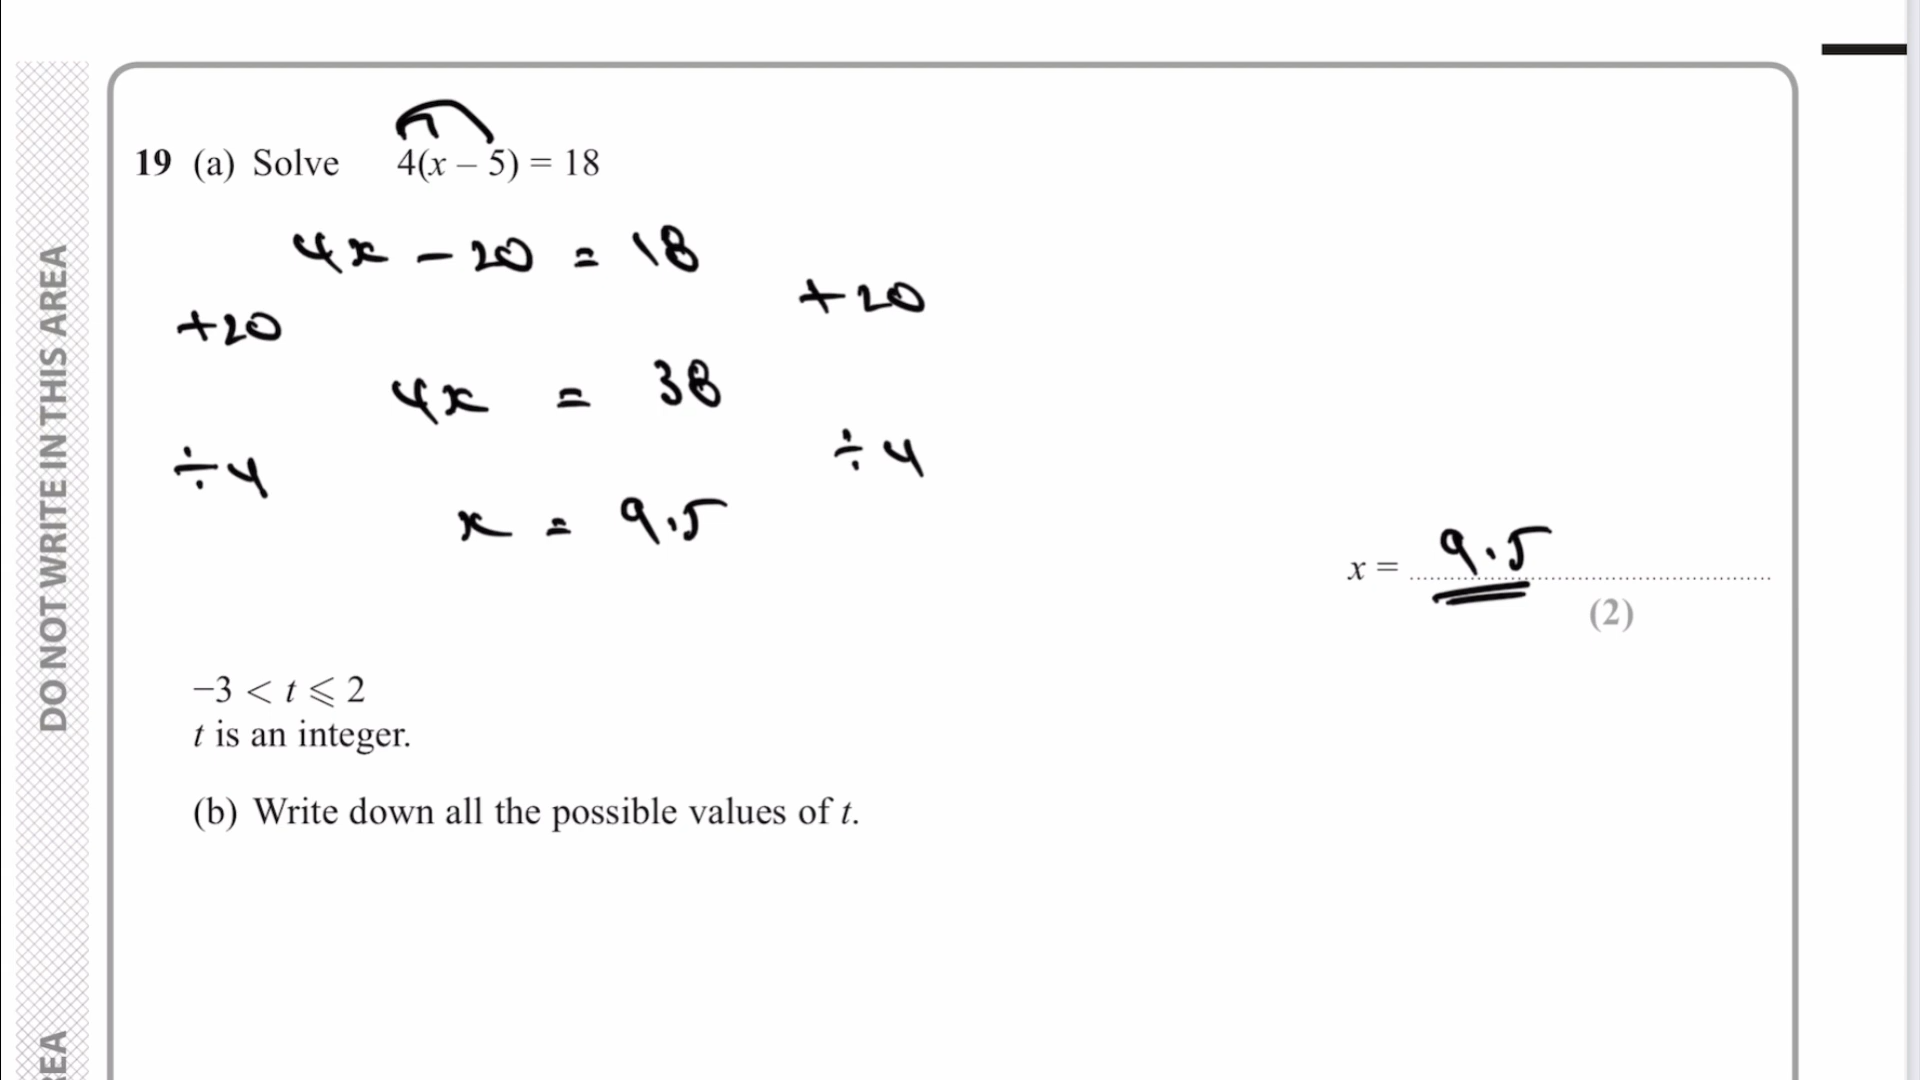 19 (a) Solve 4(x – 5) = 18
4x – 20 = 18
+20 +20
4x = 38
÷4 ÷4
x = 9.5
x = 9.5
(2)
–3 < t ⩽ 2
t is an integer.
(b) Write down all the possible values of t.
DO NOT WRITE IN THIS AREA
EA